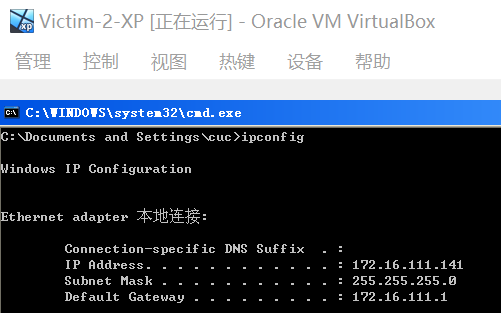 Victim-2-XP [正在运行] - Oracle VM VirtualBox
管理 控制 视图 热键 设备 帮助
C:\WINDOWS\system32\cmd.exe
C:\Documents and Settings\cuc>ipconfig
Windows IP Configuration
Ethernet adapter 本地连接:
Connection-specific DNS Suffix  . :
IP Address. . . . . . . . . . . . : 172.16.111.141
Subnet Mask . . . . . . . . . . . : 255.255.255.0
Default Gateway . . . . . . . . . : 172.16.111.1